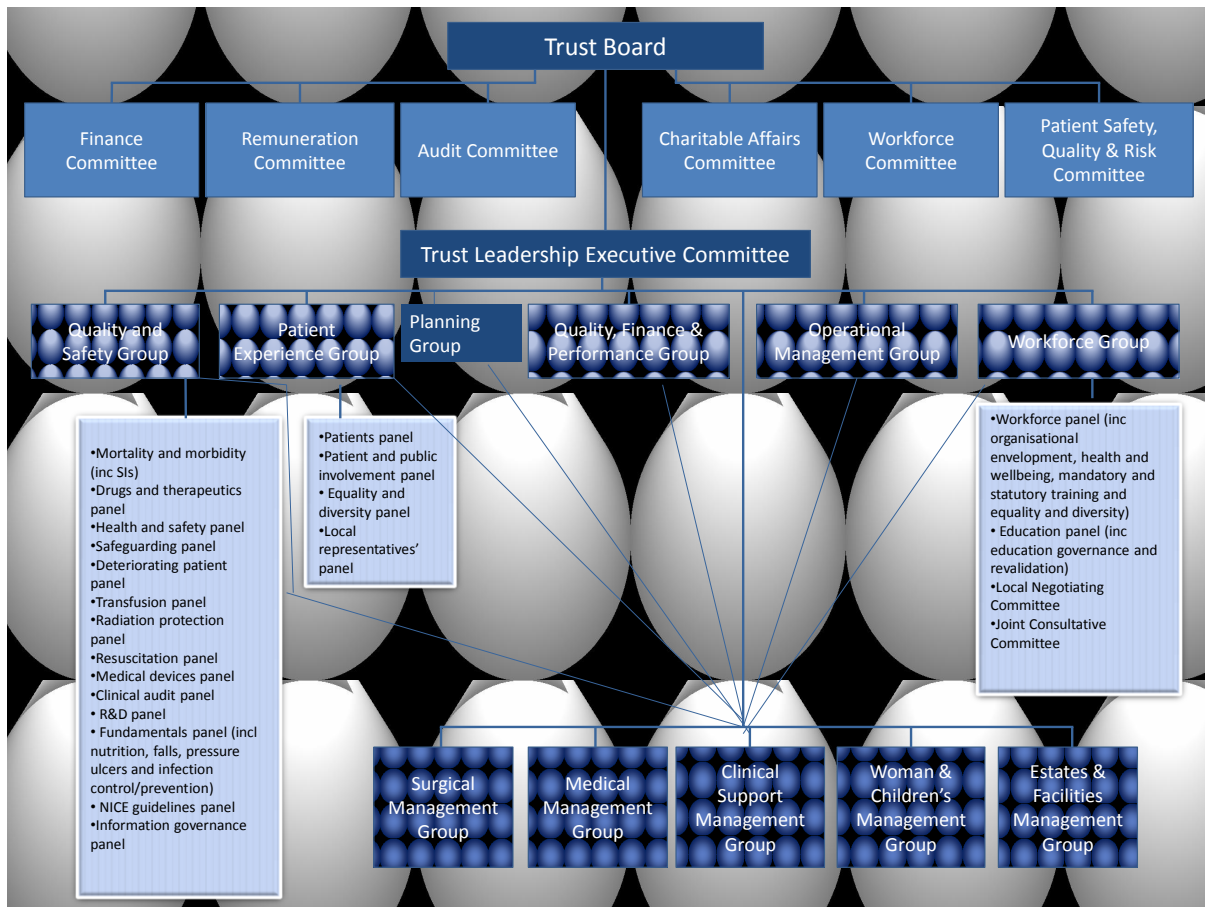 Trust Board
Finance
Committee
Remuneration
Committee
Audit Committee
Charitable Affairs
Committee
Workforce
Committee
Patient Safety,
Quality & Risk
Committee
Trust Leadership Executive Committee
Quality and
Safety Group
Patient
Experience Group
Planning
Group
Quality, Finance &
Performance Group
Operational
Management Group
Workforce Group
•Mortality and morbidity
(inc SIs)
•Drugs and therapeutics
panel
•Health and safety panel
•Safeguarding panel
•Deteriorating patient
panel
•Transfusion panel
•Radiation protection
panel
•Resuscitation panel
•Medical devices panel
•Clinical audit panel
• R&D panel
• Fundamentals panel (incl
nutrition, falls, pressure
ulcers and infection
control/prevention)
• NICE guidelines panel
•Information governance
panel
•Patients panel
•Patient and public
involvement panel
• Equality and
diversity panel
•Local
representatives’
panel
•Workforce panel (inc
organisational
envelopment, health and
wellbeing, mandatory and
statutory training and
equality and diversity)
• Education panel (inc
education governance and
revalidation)
•Local Negotiating
Committee
•Joint Consultative
Committee
Surgical
Management
Group
Medical
Management
Group
Clinical
Support
Management
Group
Woman &
Children’s
Management
Group
Estates &
Facilities
Management
Group